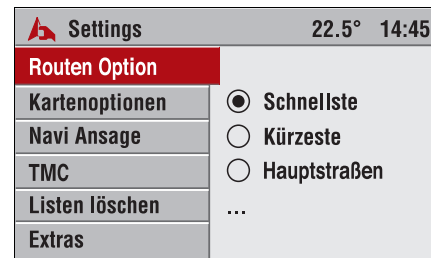 Settings 22.5° 14:45
Routen Option
Kartenoptionen
Schnellste
Navi Ansage
Kürzeste
TMC
Hauptstraßen
Listen löschen
...
Extras